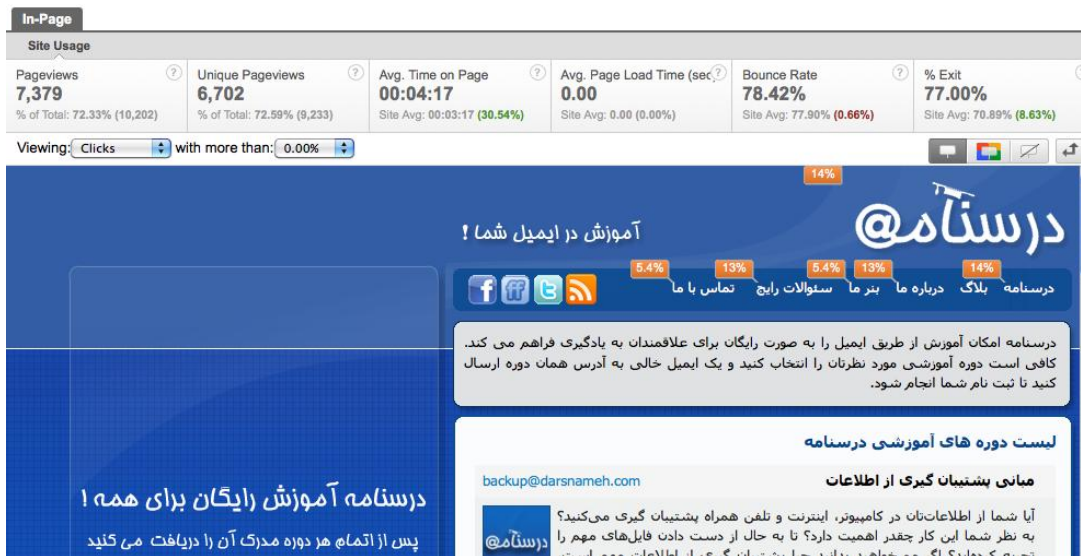 In-Page
Site Usage
Pageviews
7,379
% of Total: 72.33% (10,202)
Unique Pageviews
6,702
% of Total: 72.59% (9,233)
Avg. Time on Page
00:04:17
Site Avg: 00:03:17 (30.54%)
Avg. Page Load Time (sec
0.00
Site Avg: 0.00 (0.00%)
Bounce Rate
78.42%
Site Avg: 77.90% (0.66%)
% Exit
77.00%
Site Avg: 70.89% (8.63%)
Viewing: Clicks with more than: 0.00%
14%
درسنامه@
آموزش در ایمیل شما !
14% 13% 5.4% 13% 5.4%
درسنامه بلاگ درباره ما بنر ما سئوالات رایج تماس با ما
درسنامه امکان آموزش از طریق ایمیل را به صورت رایگان برای علاقمندان به یادگیری فراهم می کند.
کافی است دوره آموزشی مورد نظرتان را انتخاب کنید و یک ایمیل خالی به آدرس همان دوره ارسال
کنید تا ثبت نام شما انجام شود.
لیست دوره های آموزشی درسنامه
مبانی پشتیبان گیری از اطلاعات
backup@darsnameh.com
آیا شما از اطلاعات‌تان در کامپیوتر، اینترنت و تلفن همراه پشتیبان گیری می‌کنید؟
به نظر شما این کار چقدر اهمیت دارد؟ تا به حال از دست دادن فایل‌های مهم را
درسنامه@
درسنامه آموزش رایگان برای همه !
پس از اتمام هر دوره مدرک آن را دریافت می کنید